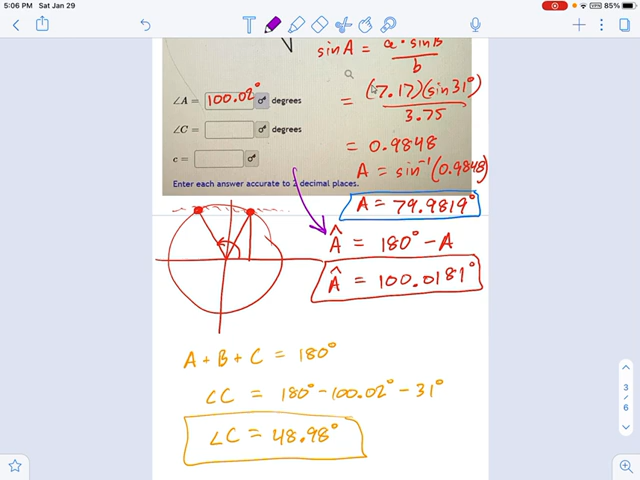 5:06 PM Sat Jan 29
85%
sin A = a · sin B
b
∠A = 100.02° σ degrees
= (7.17)(sin 31°)
3.75
∠C = σ degrees
= 0.9848
c = σ
A = sin⁻¹(0.9848)
Enter each answer accurate to 2 decimal places.
A = 79.9819°
Â = 180° - A
Â = 100.0181°
A + B + C = 180°
∠C = 180° - 100.02° - 31°
∠C = 48.98°
3
/
6